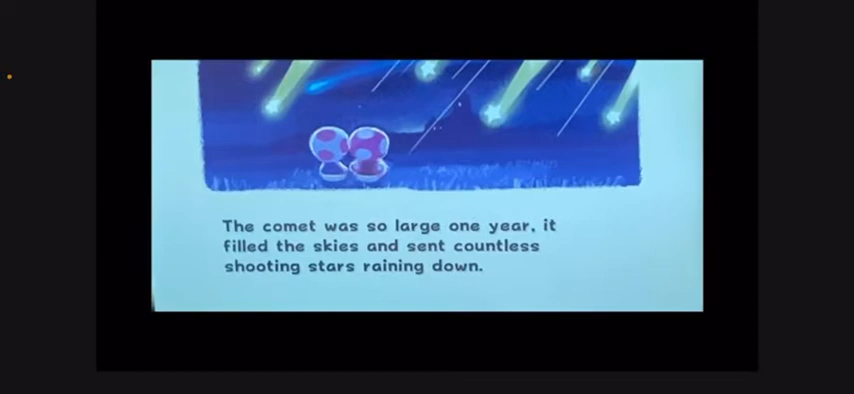 The comet was so large one year, it
filled the skies and sent countless
shooting stars raining down.